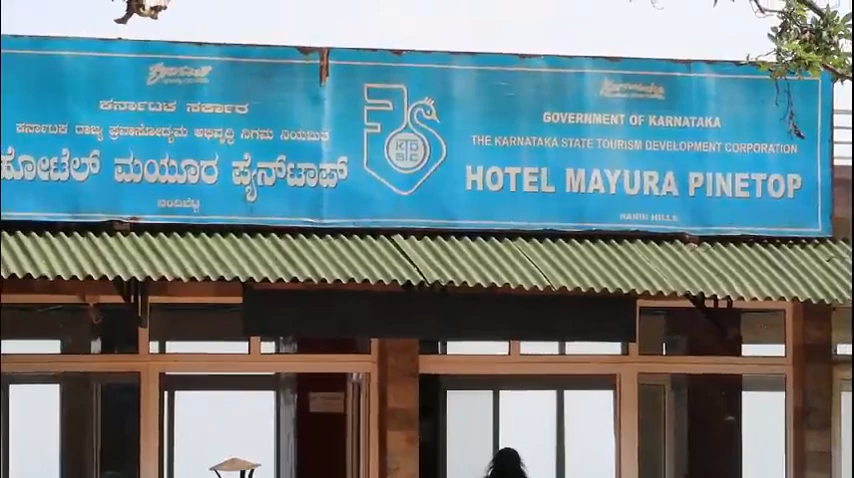 ಕರ್ನಾಟಕ ಸರ್ಕಾರ
ಕರ್ನಾಟಕ ರಾಜ್ಯ ಪ್ರವಾಸೋದ್ಯಮ ಅಭಿವೃದ್ಧಿ ನಿಗಮ ನಿಯಮಿತ
ಹೋಟೆಲ್ ಮಯೂರ ಪೈನ್‌ಟಾಪ್
ನಂದಿಬೆಟ್ಟ
KSTDC
GOVERNMENT OF KARNATAKA
THE KARNATAKA STATE TOURISM DEVELOPMENT CORPORATION
HOTEL MAYURA PINETOP
NANDI HILLS